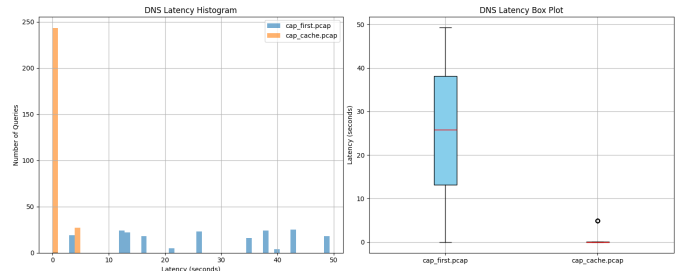 DNS Latency Histogram
cap_first.pcap
cap_cache.pcap
Number of Queries
250
200
150
100
50
0
0 10 20 30 40 50
Latency (seconds)
DNS Latency Box Plot
Latency (seconds)
50
40
30
20
10
0
cap_first.pcap cap_cache.pcap